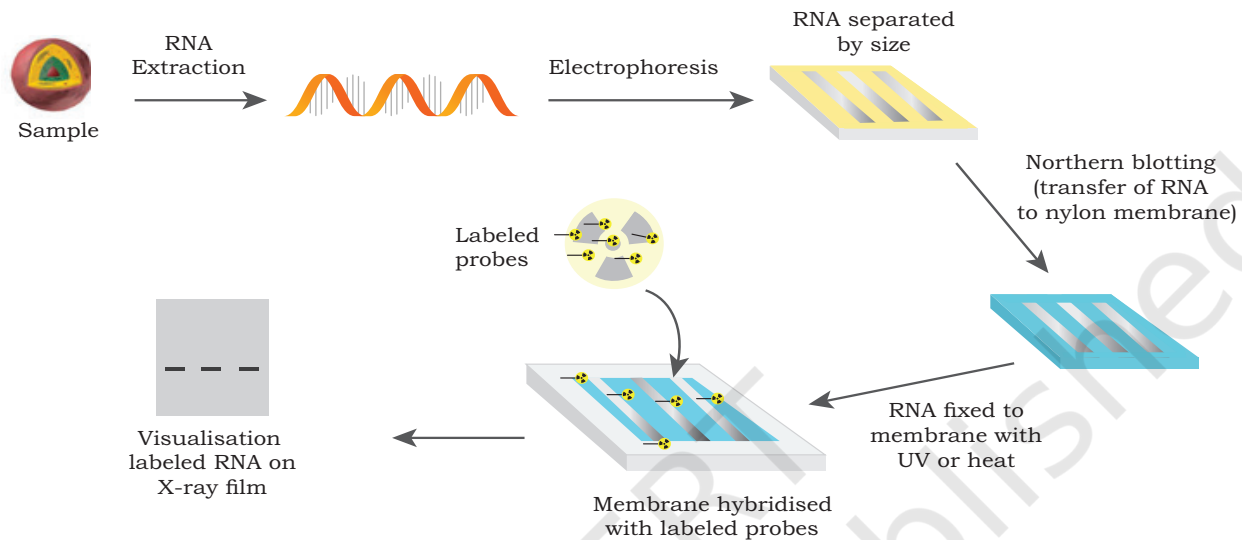 Sample
RNA
Extraction
Electrophoresis
RNA separated
by size
Northern blotting
(transfer of RNA
to nylon membrane)
RNA fixed to
membrane with
UV or heat
Labeled
probes
Membrane hybridised
with labeled probes
Visualisation
labeled RNA on
X-ray film